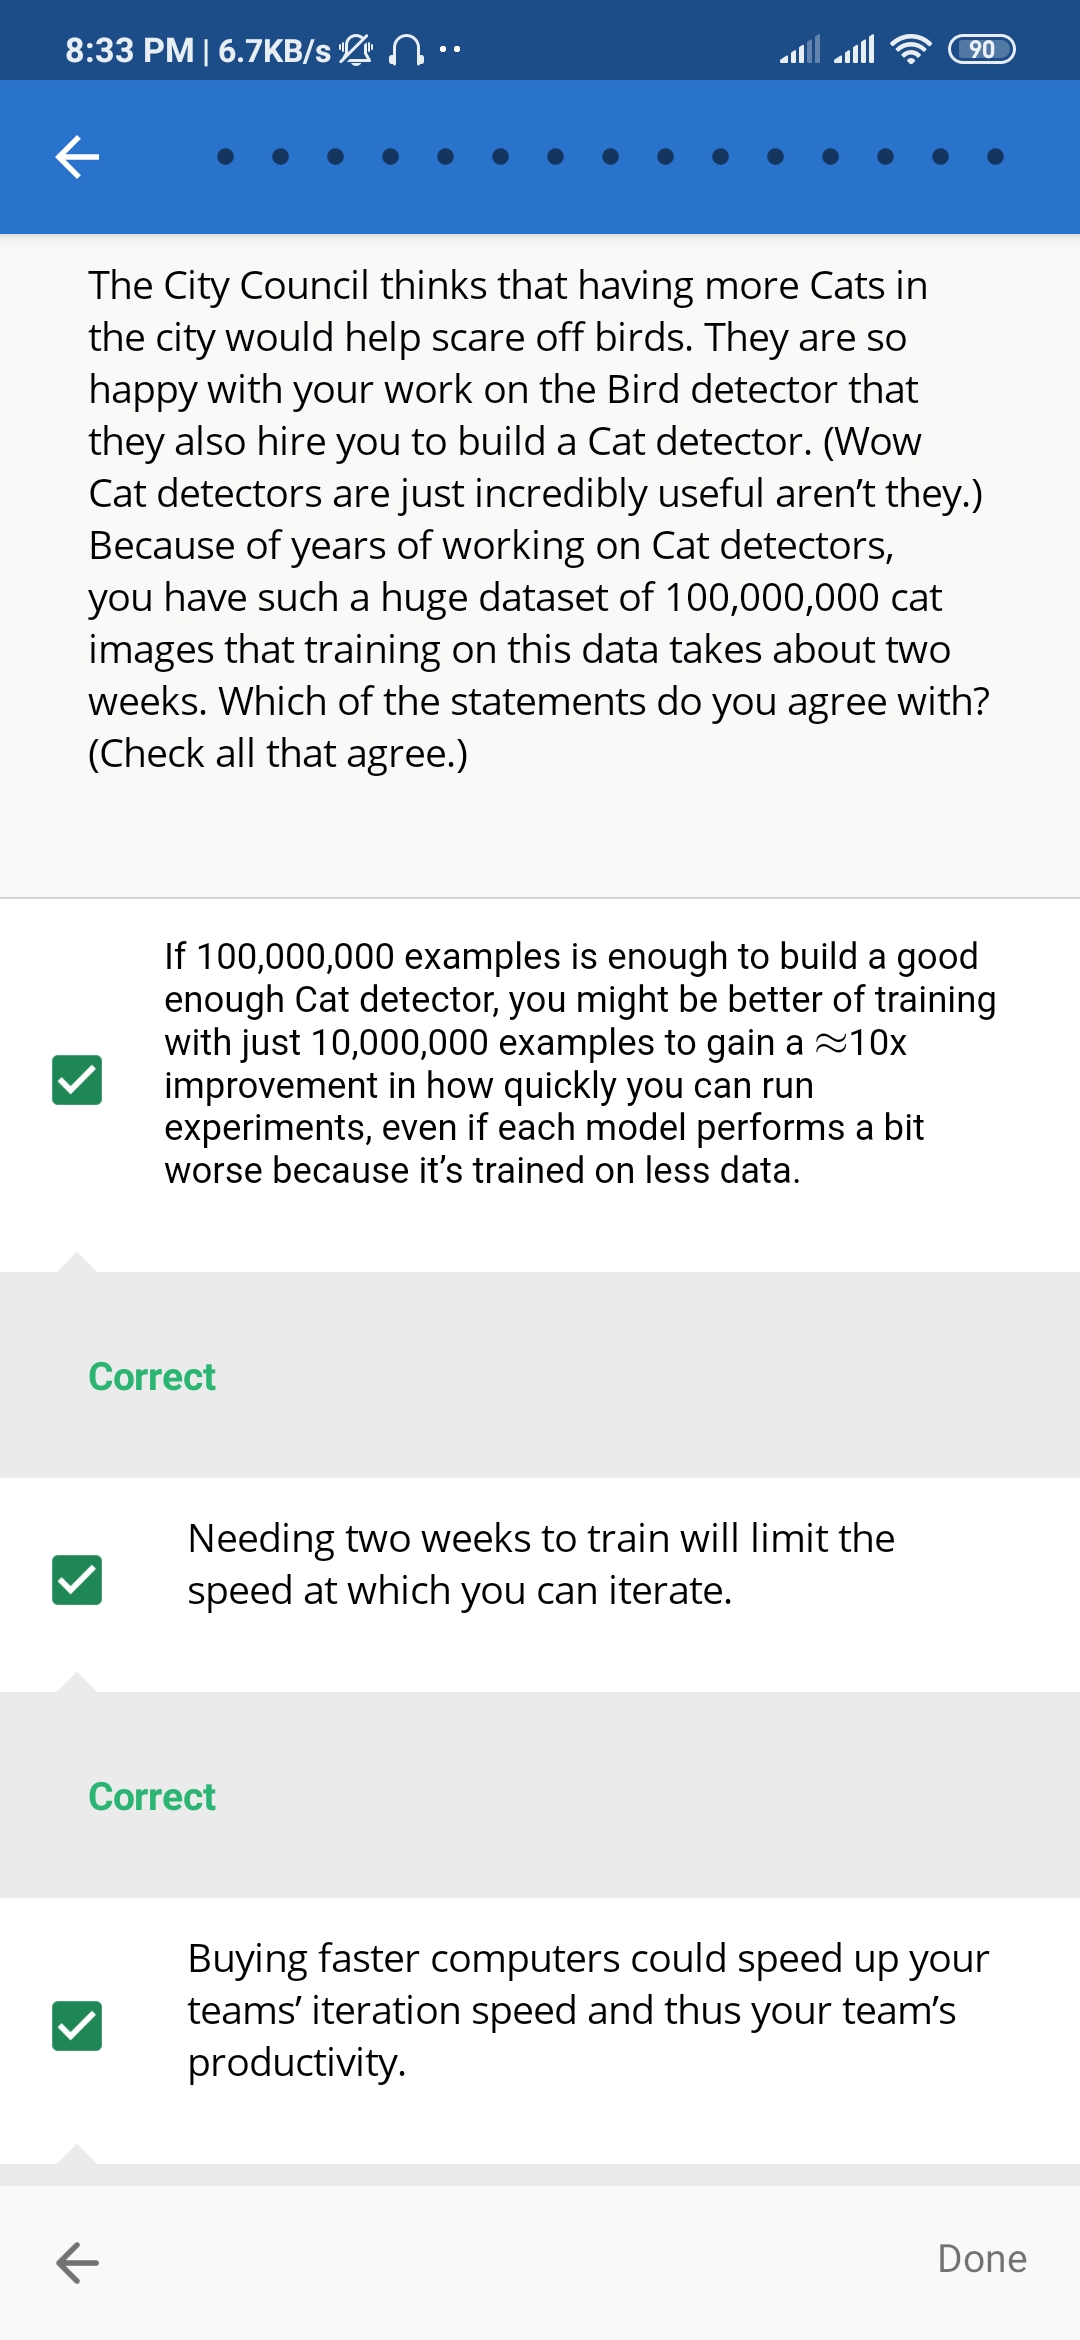 8:33 PM | 6.7KB/s
90
The City Council thinks that having more Cats in
the city would help scare off birds. They are so
happy with your work on the Bird detector that
they also hire you to build a Cat detector. (Wow
Cat detectors are just incredibly useful aren’t they.)
Because of years of working on Cat detectors,
you have such a huge dataset of 100,000,000 cat
images that training on this data takes about two
weeks. Which of the statements do you agree with?
(Check all that agree.)
If 100,000,000 examples is enough to build a good
enough Cat detector, you might be better of training
with just 10,000,000 examples to gain a ≈10x
improvement in how quickly you can run
experiments, even if each model performs a bit
worse because it’s trained on less data.
Correct
Needing two weeks to train will limit the
speed at which you can iterate.
Correct
Buying faster computers could speed up your
teams’ iteration speed and thus your team’s
productivity.
Done